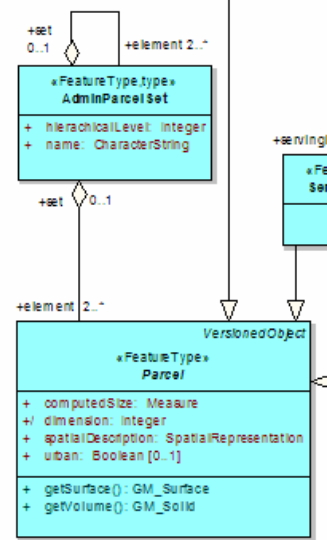 +set
0..1
+element 2..*
«FeatureType,type»
AdminParcelSet
+ hierachicalLevel: Integer
+ name: CharacterString
+set 0..1
+serving
«Fe
Ser
+element 2..*
VersionedObject
«FeatureType»
Parcel
+ computedSize: Measure
+/ dimension: Integer
+ spatialDescription: SpatialRepresentation
+ urban: Boolean [0..1]
+ getSurface() : GM_Surface
+ getVolume() : GM_Solid